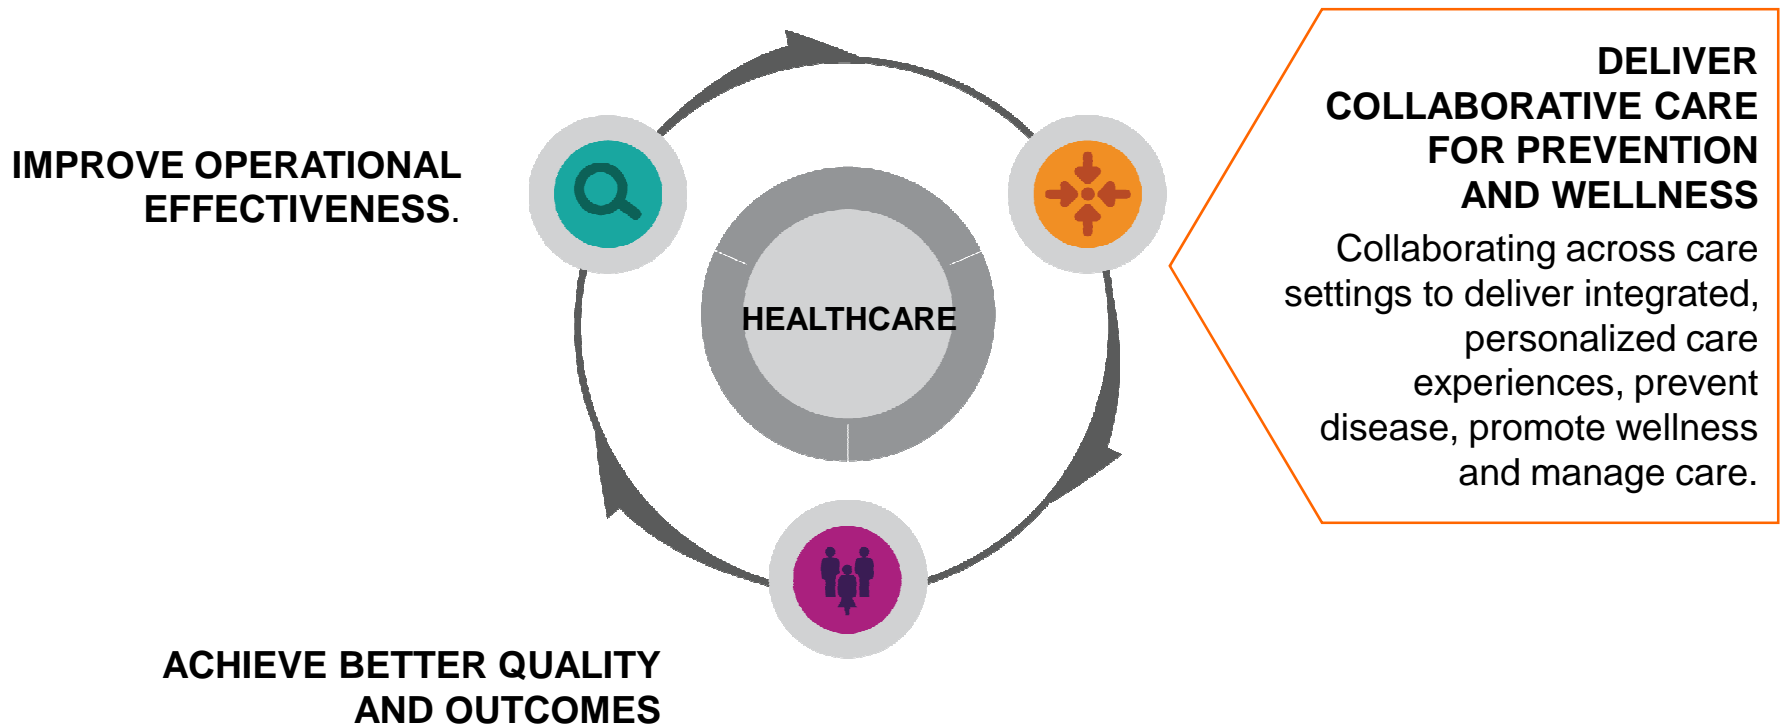 IMPROVE OPERATIONAL
EFFECTIVENESS.
HEALTHCARE
DELIVER
COLLABORATIVE CARE
FOR PREVENTION
AND WELLNESS
Collaborating across care
settings to deliver integrated,
personalized care
experiences, prevent
disease, promote wellness
and manage care.
ACHIEVE BETTER QUALITY
AND OUTCOMES